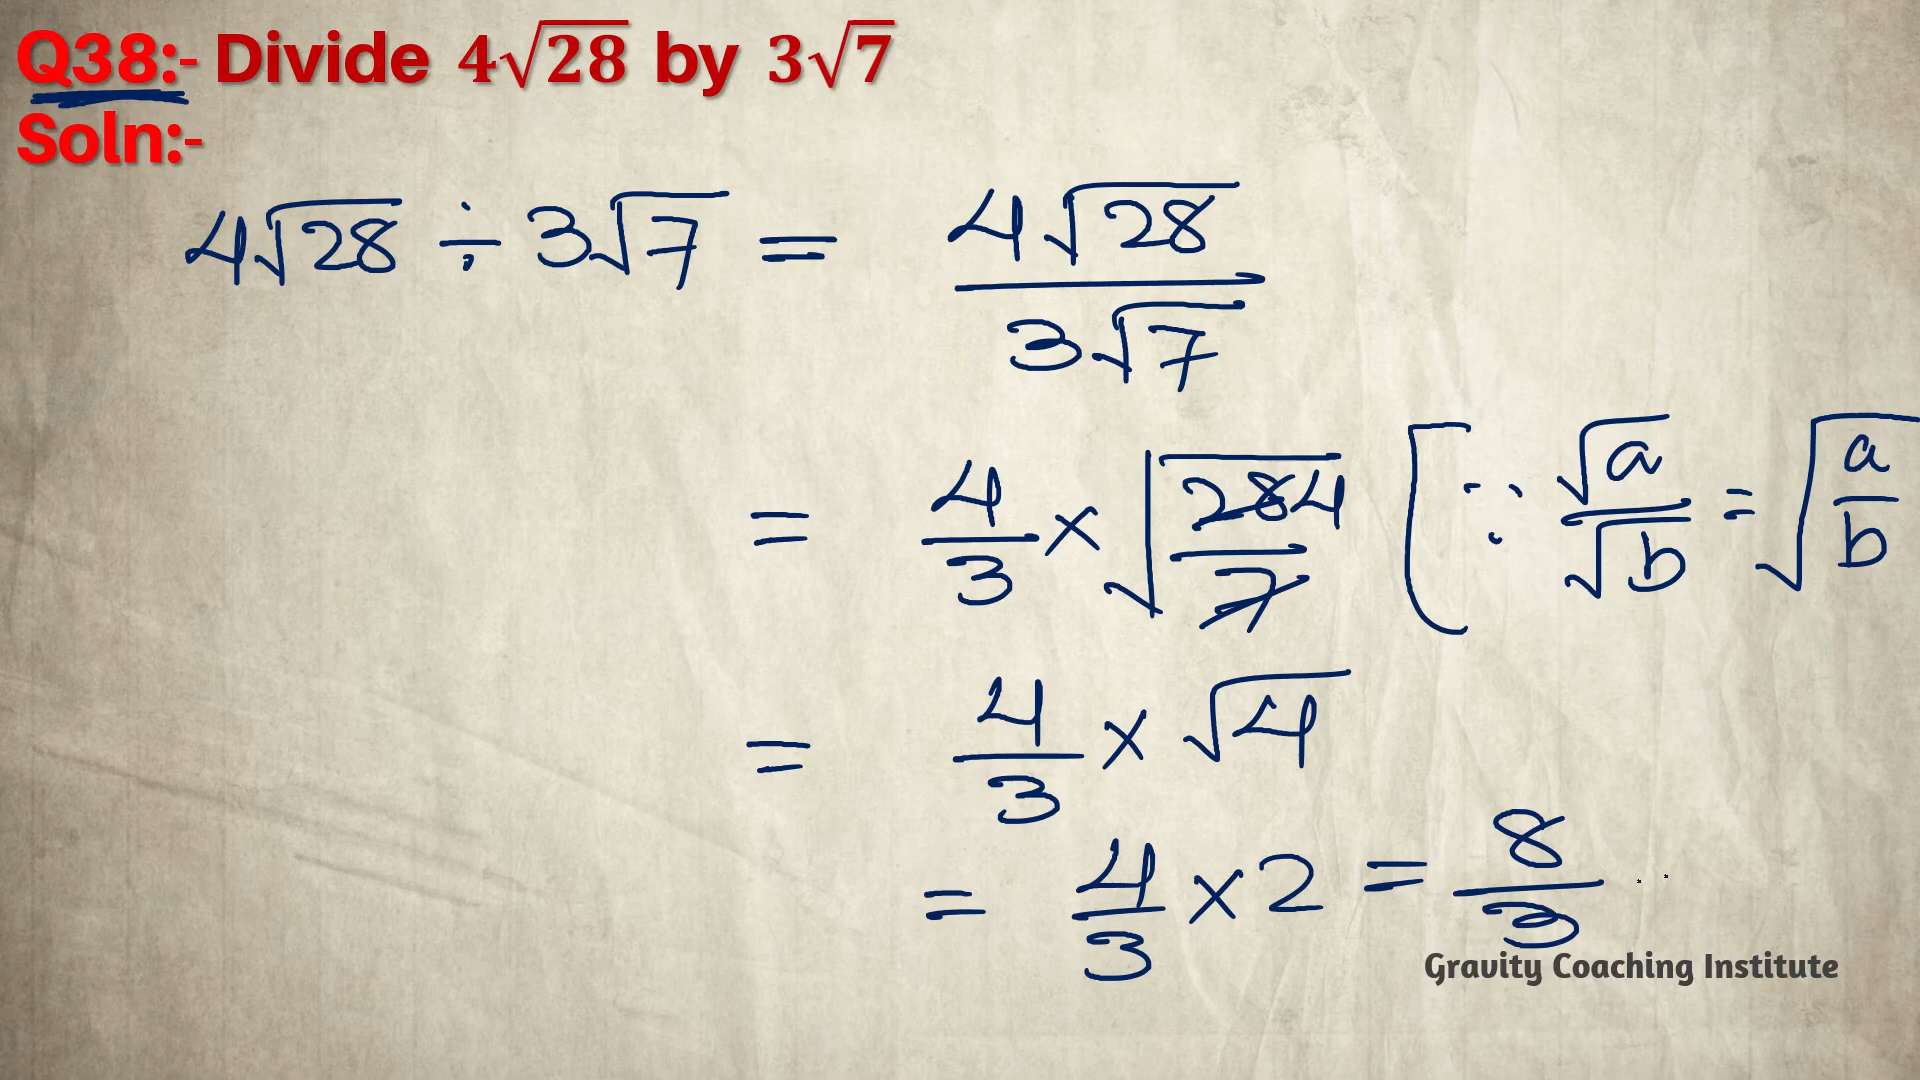 Q38:- Divide 4√28 by 3√7
Soln:-
4√28 ÷ 3√7 = 4√28 / 3√7
= 4/3 × √(28 4 / 7) [∵ √a/√b = √(a/b)
= 4/3 × √4
= 4/3 × 2 = 8/3
Gravity Coaching Institute